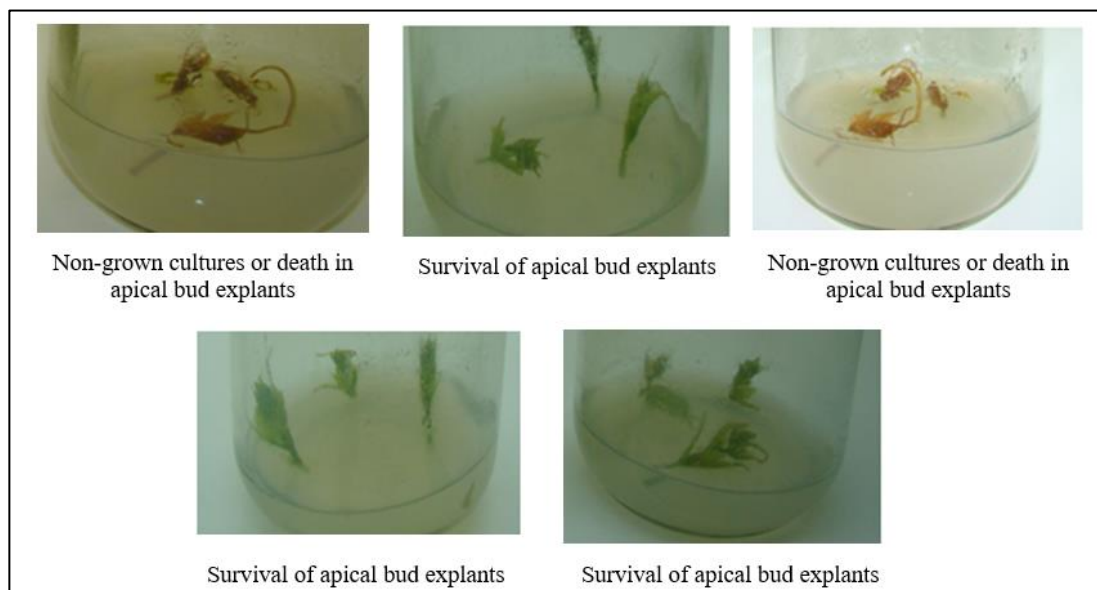 Non-grown cultures or death in
apical bud explants
Survival of apical bud explants
Non-grown cultures or death in
apical bud explants
Survival of apical bud explants
Survival of apical bud explants